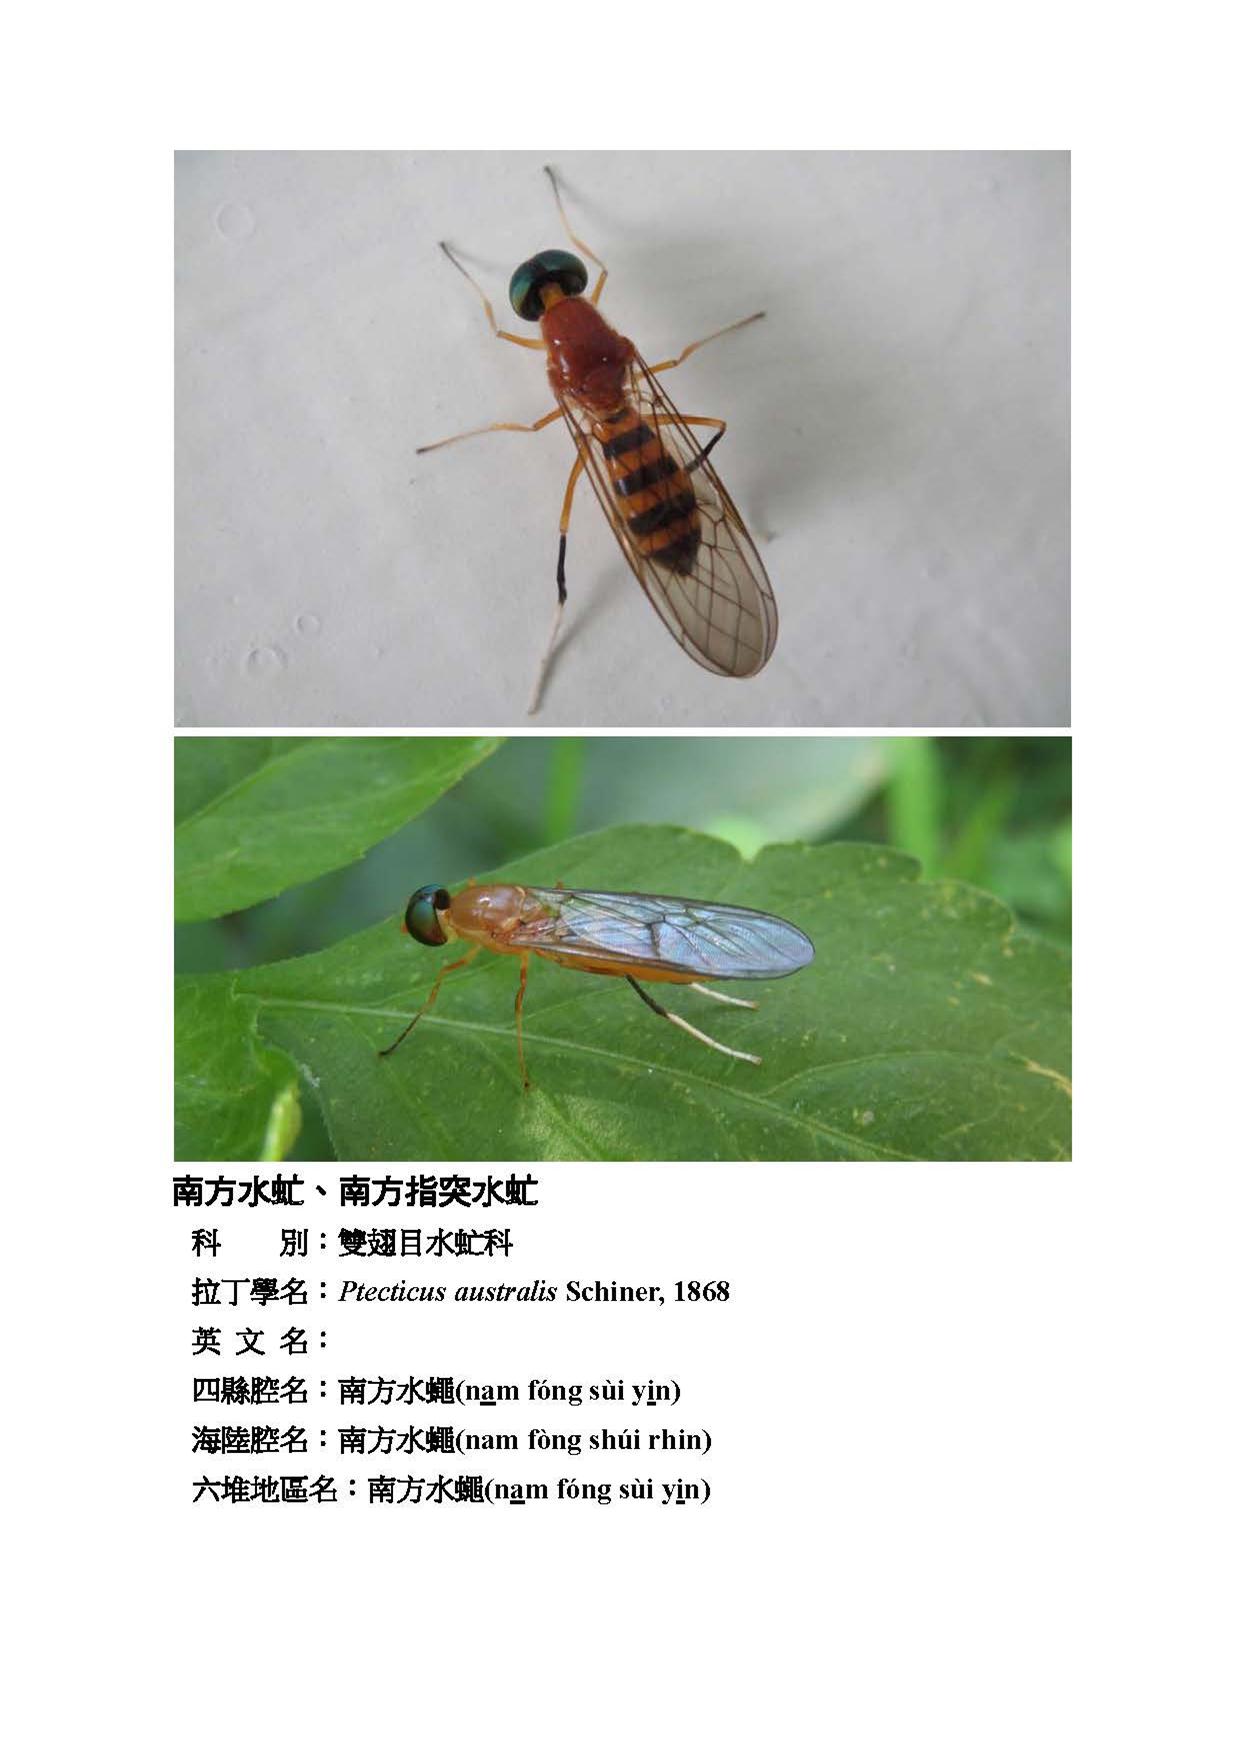 南方水虻、南方指突水虻
科　　別：雙翅目水虻科
拉丁學名：Ptecticus australis Schiner, 1868
英 文 名：
四縣腔名：南方水蠅(na̲m fóng sùi yi̲n)
海陸腔名：南方水蠅(nam fòng shúi rhin)
六堆地區名：南方水蠅(na̲m fóng sùi yi̲n)